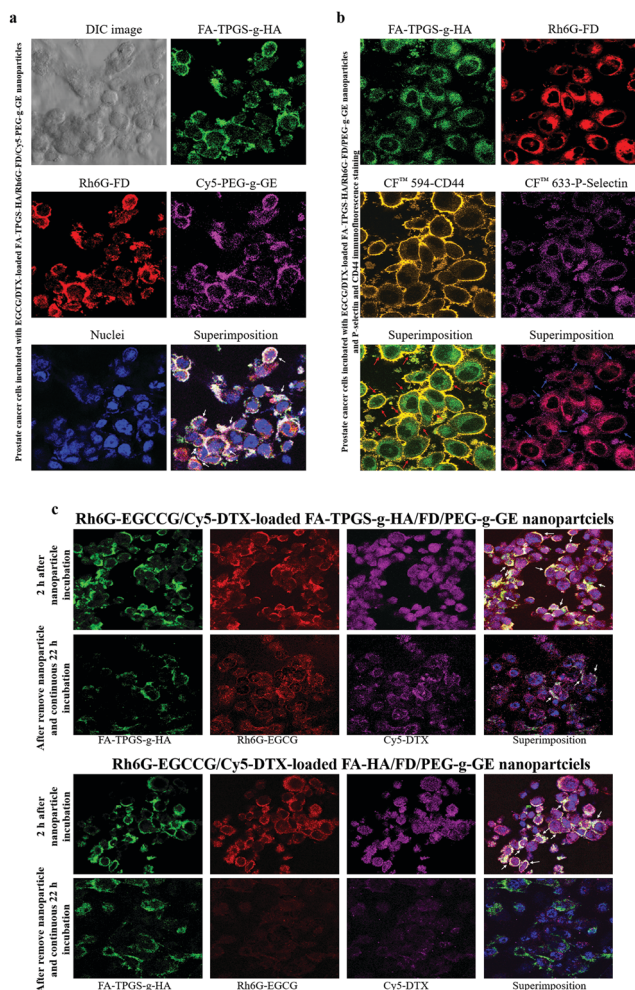 a
b
Prostate cancer cells incubated with EGCG/DTX-loaded FA-TPGS-HA/Rh6G-FD/Cy5-PEG-g-GE nanoparticles
DIC image
FA-TPGS-g-HA
Rh6G-FD
Cy5-PEG-g-GE
Nuclei
Superimposition
Prostate cancer cells incubated with EGCG/DTX-loaded FA-TPGS-HA/Rh6G-FD/PEG-g-GE nanoparticles
and P-selectin and CD44 immunofluorescence staining
FA-TPGS-g-HA
Rh6G-FD
CF™ 594-CD44
CF™ 633-P-Selectin
Superimposition
Superimposition
c
Rh6G-EGCCG/Cy5-DTX-loaded FA-TPGS-g-HA/FD/PEG-g-GE nanopartciels
2 h after
nanoparticle
incubation
After remove nanoparticle
and continuous 22 h
incubation
FA-TPGS-g-HA
Rh6G-EGCG
Cy5-DTX
Superimposition
Rh6G-EGCCG/Cy5-DTX-loaded FA-HA/FD/PEG-g-GE nanopartciels
2 h after
nanoparticle
incubation
After remove nanoparticle
and continuous 22 h
incubation
FA-TPGS-g-HA
Rh6G-EGCG
Cy5-DTX
Superimposition